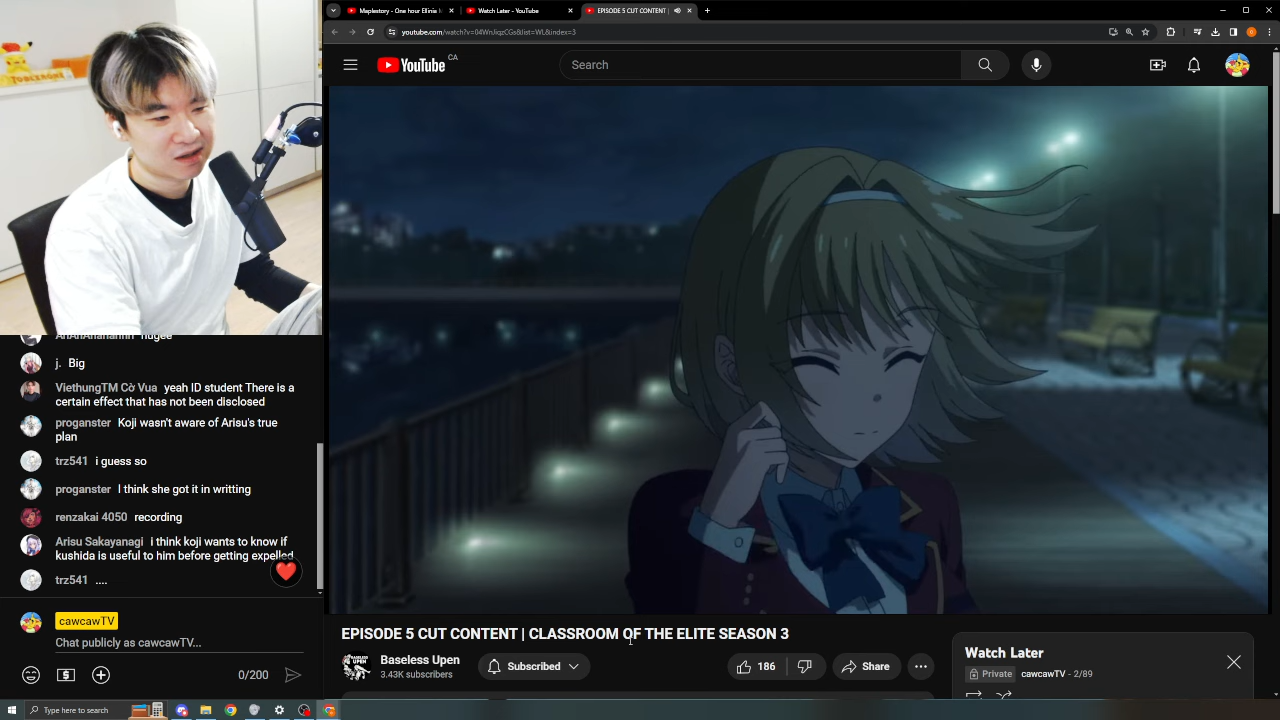 Maplestory - One hour Ellinia
Watch Later - YouTube
EPISODE 5 CUT CONTENT |
youtube.com/watch?v=04WnJiqzCGs&list=WL&index=3
YouTube CA
Search
j. Big
ViethungTM Cờ Vua yeah ID student There is a
certain effect that has not been disclosed
proganster Koji wasn't aware of Arisu's true
plan
trz541 i guess so
proganster I think she got it in writting
renzakai 4050 recording
Arisu Sakayanagi i think koji wants to know if
kushida is useful to him before getting expelled
trz541 ....
cawcawTV
Chat publicly as cawcawTV...
0/200
EPISODE 5 CUT CONTENT | CLASSROOM OF THE ELITE SEASON 3
BASELESS UPEN
Baseless Upen
3.43K subscribers
Subscribed
186
Share
Watch Later
Private cawcawTV - 2/89
Type here to search